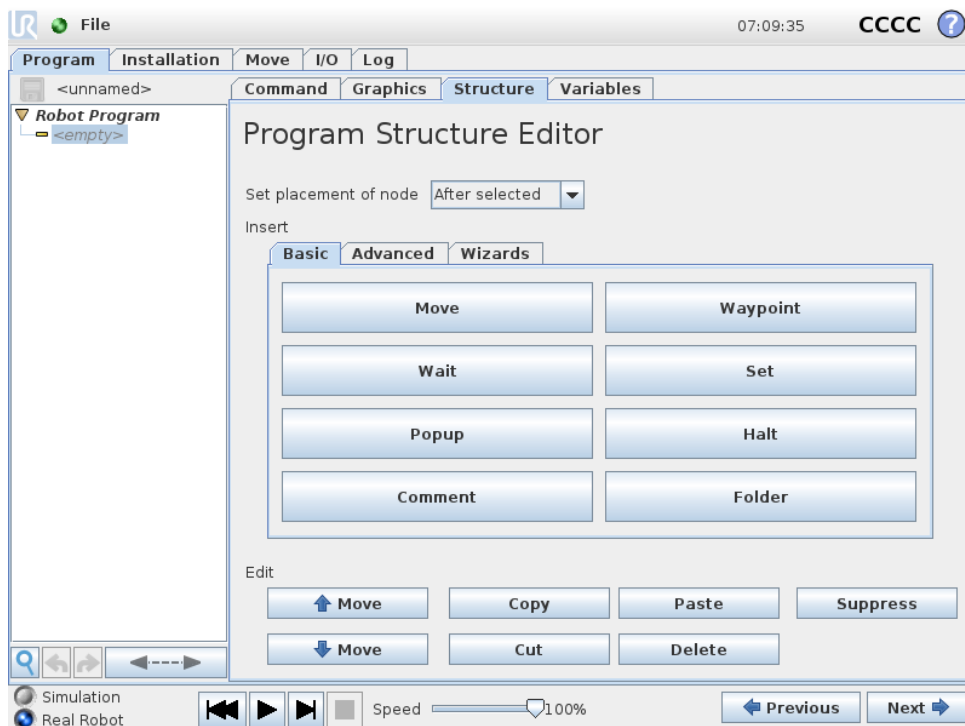 UR File 07:09:35 CCCC ?
Program Installation Move I/O Log
<unnamed>
Command Graphics Structure Variables
Robot Program
<empty>
Program Structure Editor
Set placement of node After selected
Insert
Basic Advanced Wizards
Move Waypoint
Wait Set
Popup Halt
Comment Folder
Edit
Move Copy Paste Suppress
Move Cut Delete
Simulation
Real Robot
Speed 100%
Previous Next